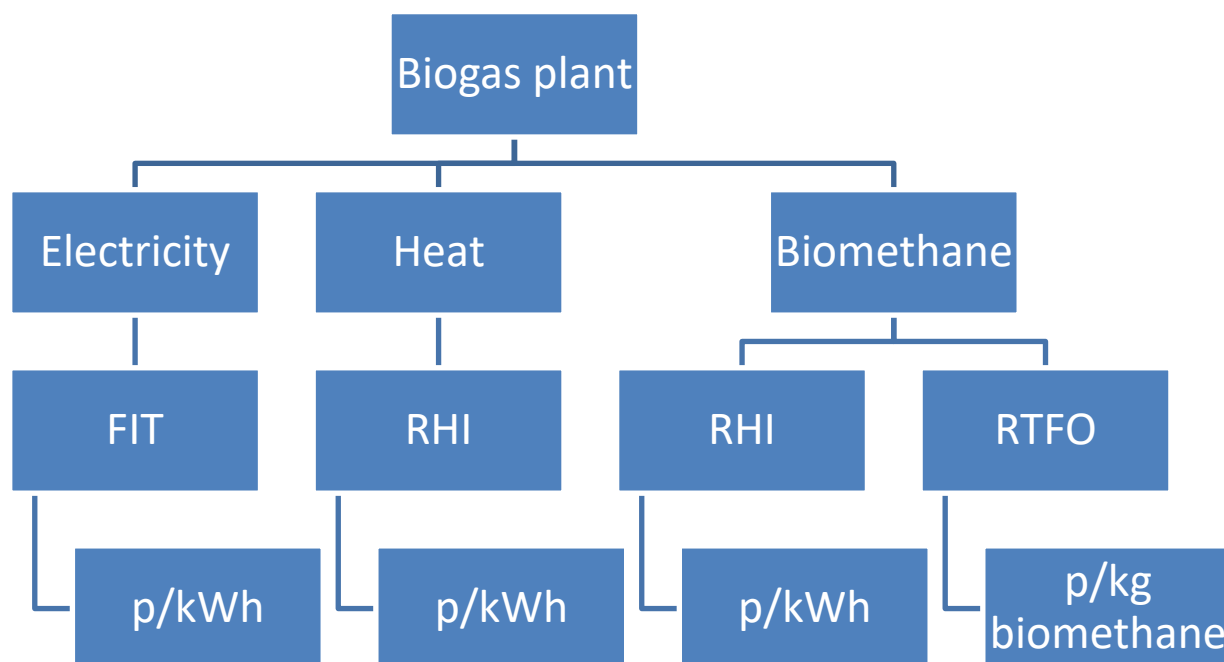 Biogas plant
Electricity
Heat
Biomethane
FIT
RHI
RHI
RTFO
p/kWh
p/kWh
p/kWh
p/kg
biomethane